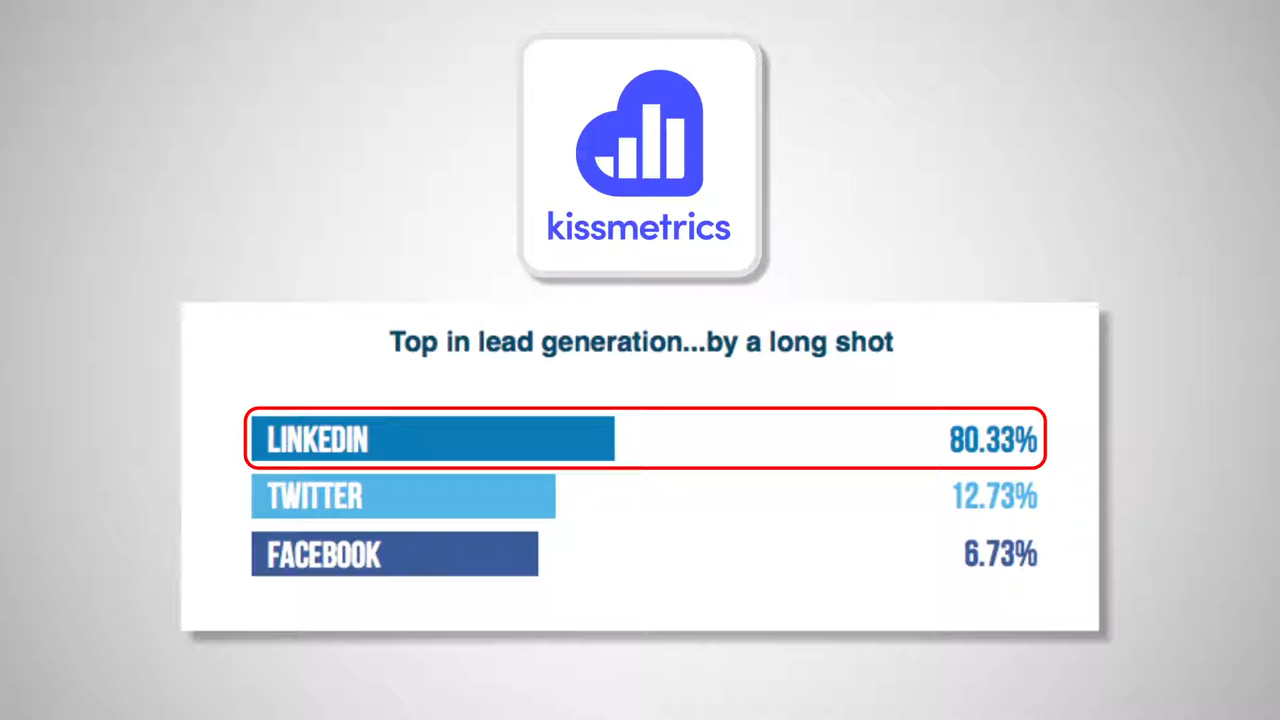 kissmetrics
Top in lead generation...by a long shot
LINKEDIN 80.33%
TWITTER 12.73%
FACEBOOK 6.73%